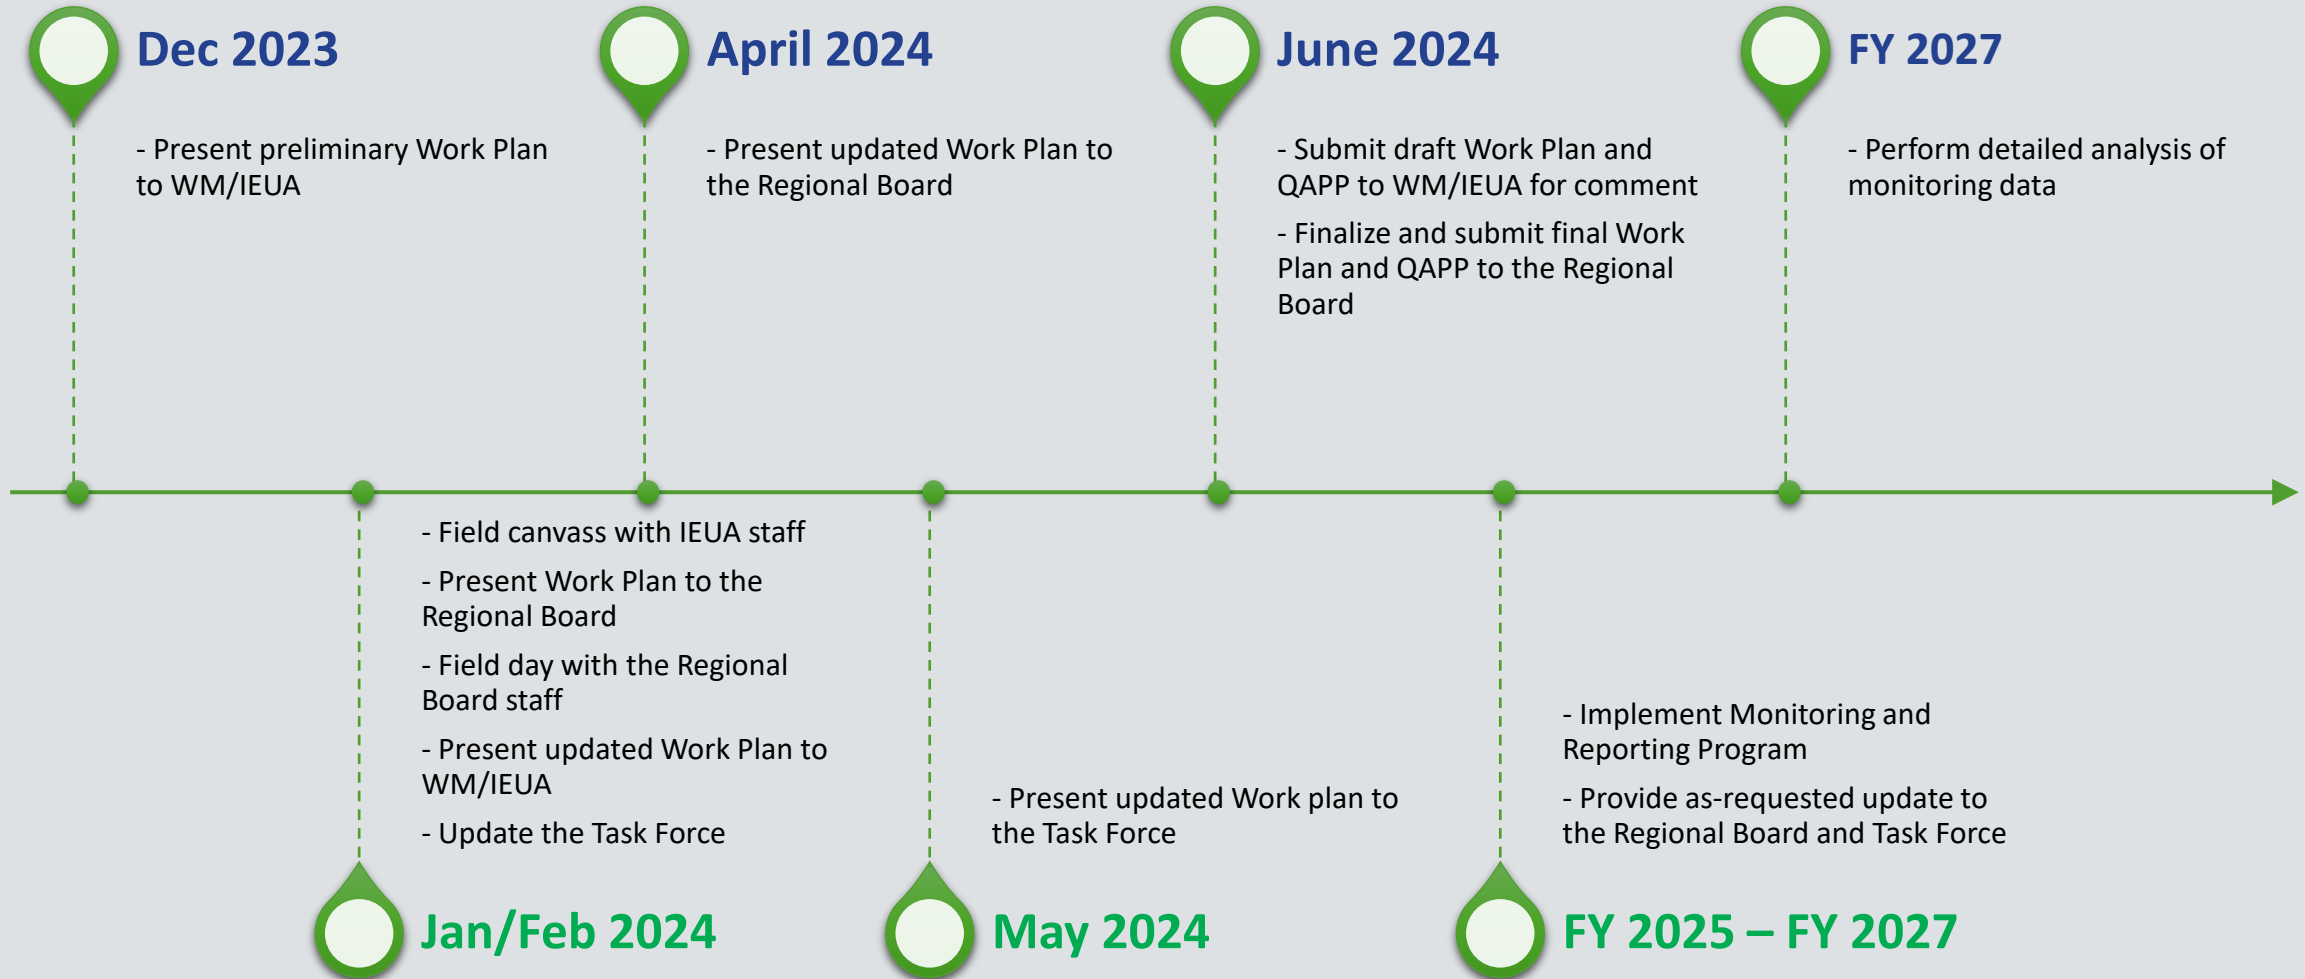 Dec 2023
- Present preliminary Work Plan
to WM/IEUA
April 2024
- Present updated Work Plan to
the Regional Board
June 2024
- Submit draft Work Plan and
QAPP to WM/IEUA for comment
- Finalize and submit final Work
Plan and QAPP to the Regional
Board
FY 2027
- Perform detailed analysis of
monitoring data
- Field canvass with IEUA staff
- Present Work Plan to the
Regional Board
- Field day with the Regional
Board staff
- Present updated Work Plan to
WM/IEUA
- Update the Task Force
Jan/Feb 2024
- Present updated Work plan to
the Task Force
May 2024
- Implement Monitoring and
Reporting Program
- Provide as-requested update to
the Regional Board and Task Force
FY 2025 – FY 2027